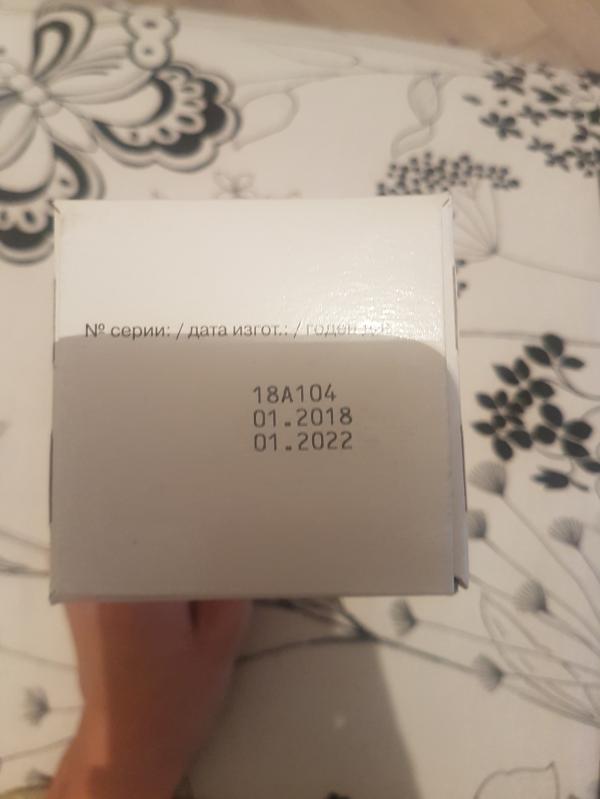 № серии: / дата изгот.: / годен
18A104
01.2018
01.2022